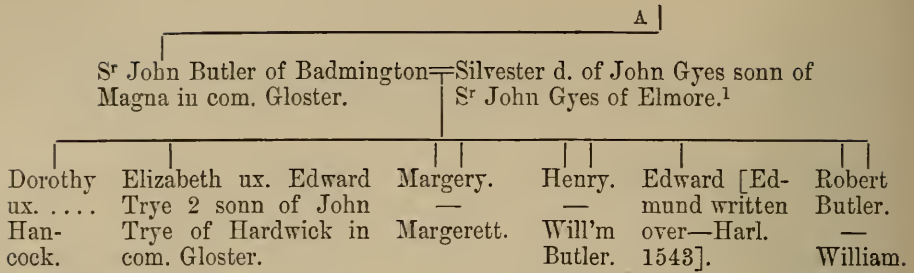 A
Sʳ John Butler of Badmington
Magna in com. Gloster.
Silvester d. of John Gyes sonn of
Sʳ John Gyes of Elmore.¹
Dorothy
ux. ....
Han-
cock.
Elizabeth ux. Edward
Trye 2 sonn of John
Trye of Hardwick in
com. Gloster.
Margery.
—
Margerett.
Henry.
—
Will'm
Butler.
Edward [Ed-
mund written
over—Harl.
1543].
Robert
Butler.
—
William.